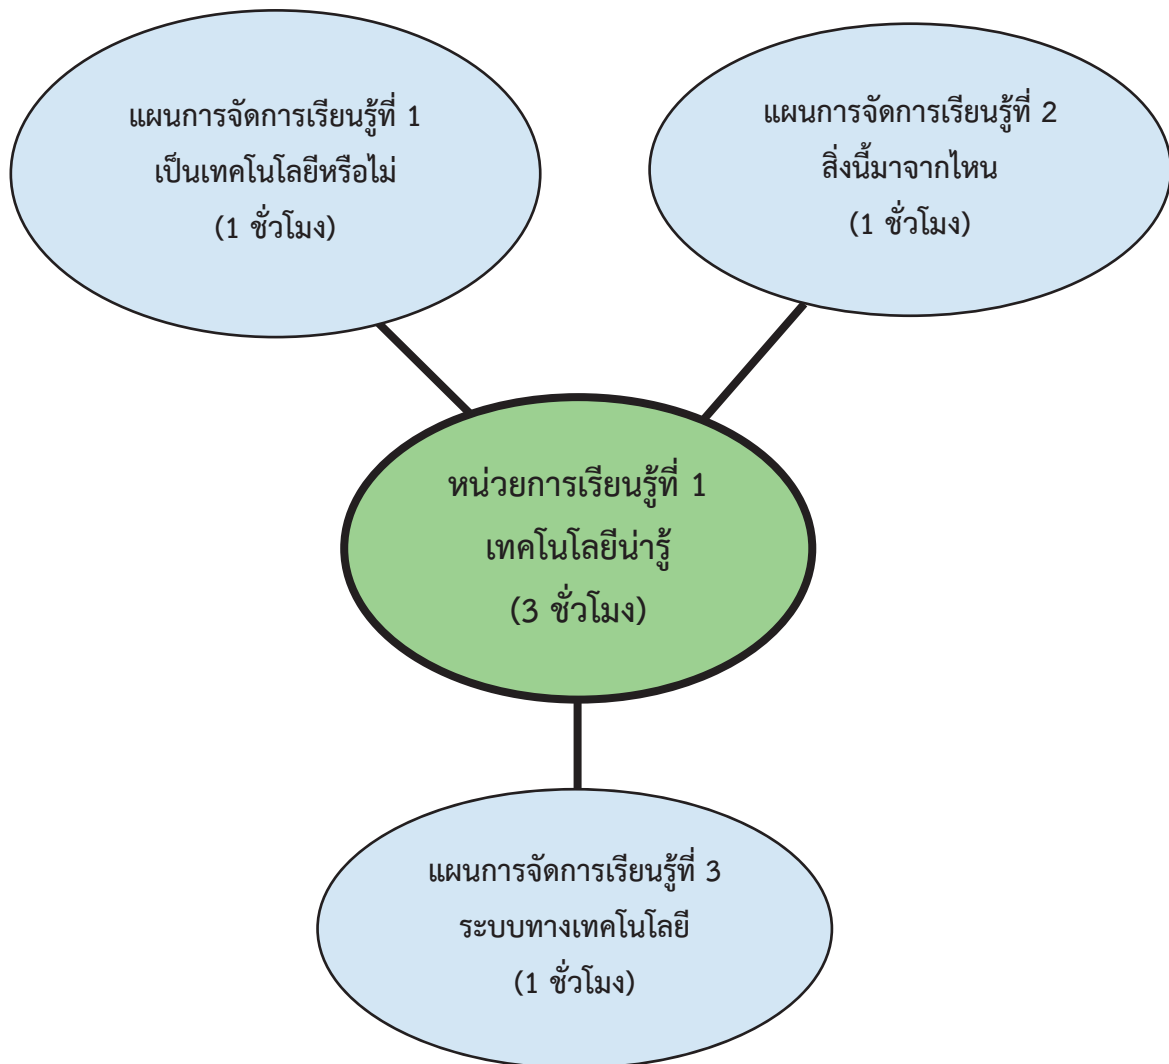 แผนการจัดการเรียนรู้ที่ 1
เป็นเทคโนโลยีหรือไม่
(1 ชั่วโมง)
แผนการจัดการเรียนรู้ที่ 2
สิ่งนี้มาจากไหน
(1 ชั่วโมง)
หน่วยการเรียนรู้ที่ 1
เทคโนโลยีน่ารู้
(3 ชั่วโมง)
แผนการจัดการเรียนรู้ที่ 3
ระบบทางเทคโนโลยี
(1 ชั่วโมง)